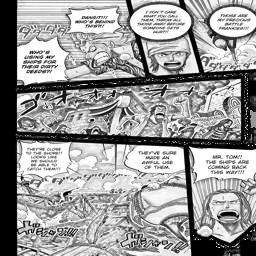 DANGIT!!!
WHO'S BEHIND
THIS?!!
WHO'S
USING MY
SHIPS FOR
THEIR DIRTY
DEEDS?!
I DON'T CARE
WHAT YOU CALL
THEM, THROW ALL
THOSE AWAY BEFORE
SOMEONE GETS
HURT!!
THOSE ARE
MY PRECIOUS
BATTLE
FRANKIES!!!
THEY'RE CLOSE
TO THE SHORE!!
LOOKS LIKE
WE SHOULD
BE ABLE TO
CATCH THEM!!!
THEY'VE SURE
MADE AN
AWFUL USE
OF THEM.
MR. TOM!!
THE SHIPS ARE
COMING BACK
THIS WAY!!!